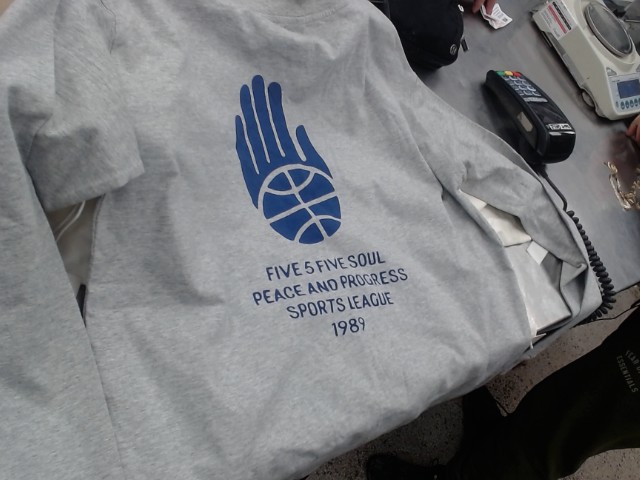 FIVE 5 FIVE SOUL
PEACE AND PROGRESS
SPORTS LEAGUE
1989